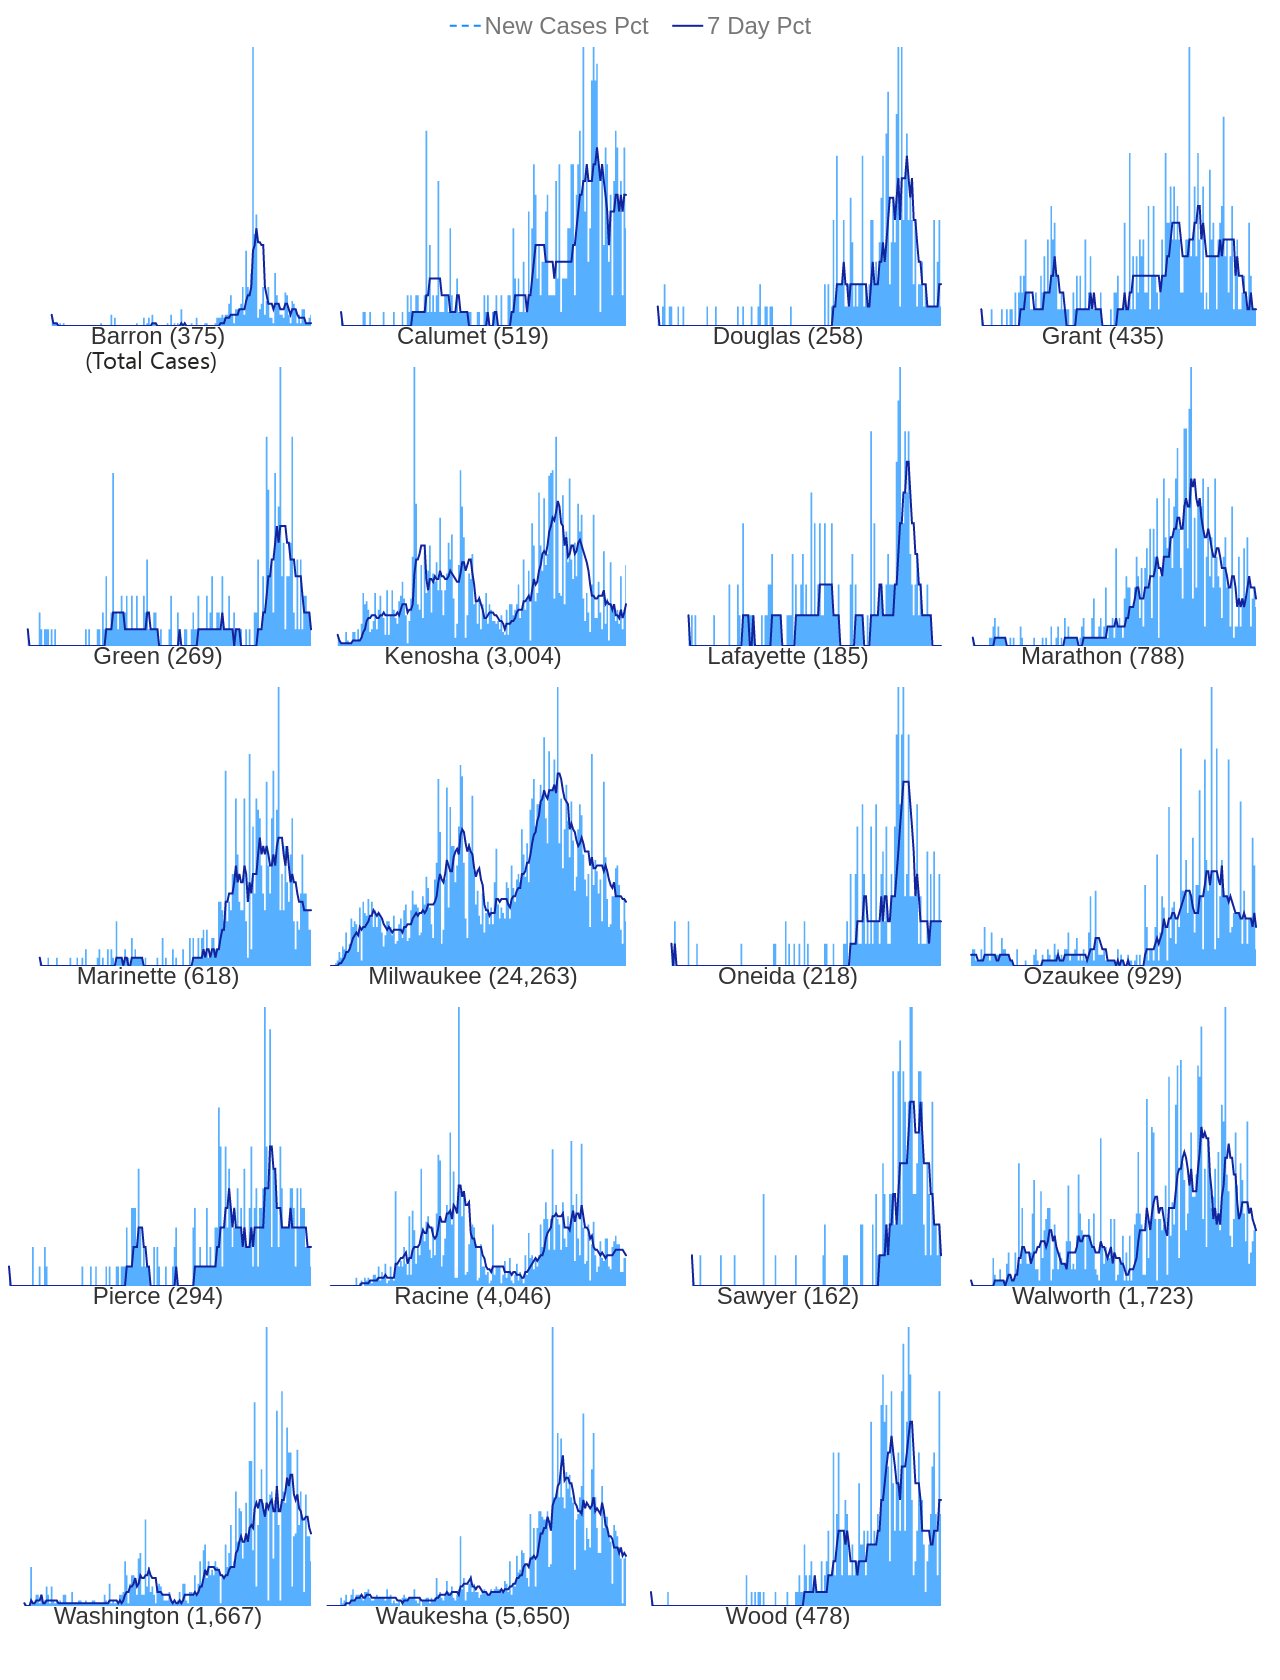 New Cases Pct 7 Day Pct
Barron (375) Calumet (519) Douglas (258) Grant (435)
(Total Cases)
Green (269) Kenosha (3,004) Lafayette (185) Marathon (788)
Marinette (618) Milwaukee (24,263) Oneida (218) Ozaukee (929)
Pierce (294) Racine (4,046) Sawyer (162) Walworth (1,723)
Washington (1,667) Waukesha (5,650) Wood (478)